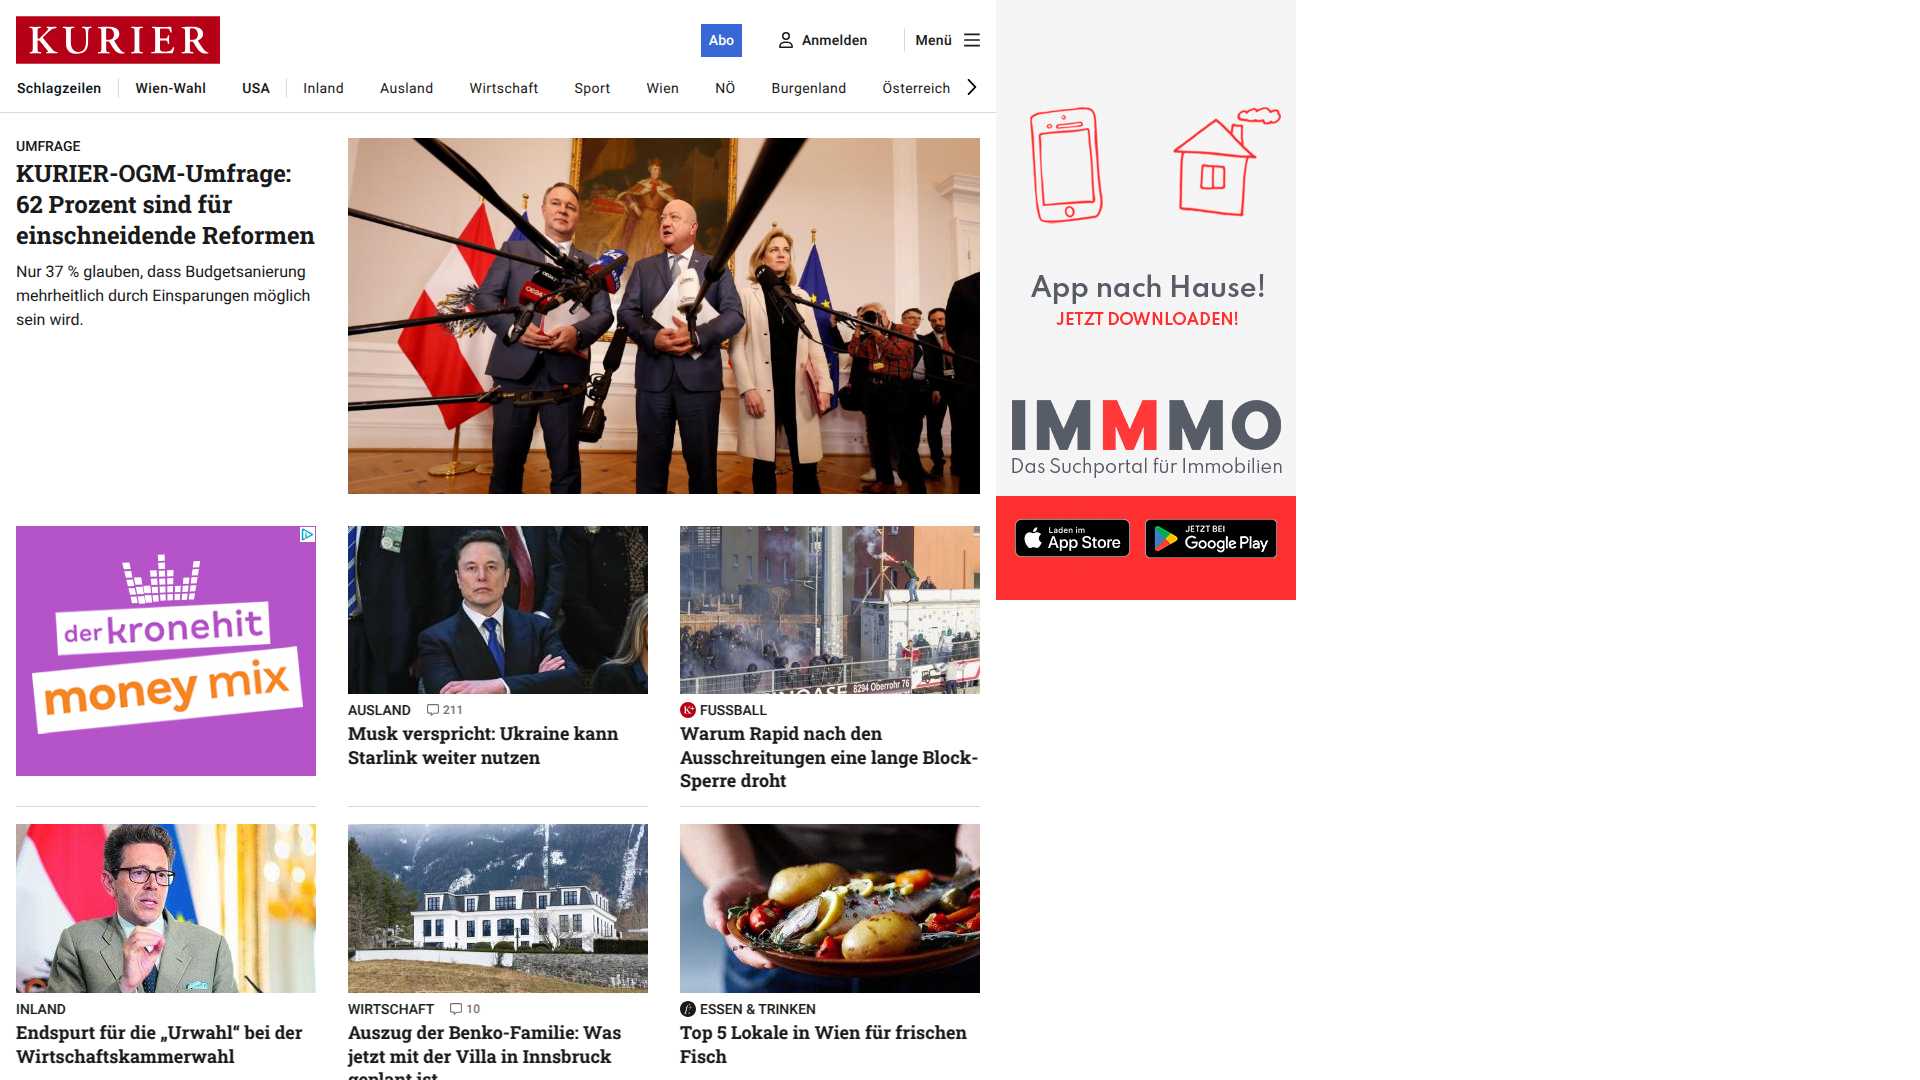 KURIER
Abo
Anmelden
Menü
Schlagzeilen
Wien-Wahl
USA
Inland
Ausland
Wirtschaft
Sport
Wien
NÖ
Burgenland
Österreich
UMFRAGE
KURIER-OGM-Umfrage:
62 Prozent sind für
einschneidende Reformen
Nur 37 % glauben, dass Budgetsanierung
mehrheitlich durch Einsparungen möglich
sein wird.
App nach Hause!
JETZT DOWNLOADEN!
IMMMO
Das Suchportal für Immobilien
Laden im
App Store
JETZT BEI
Google Play
der kronehit
money mix
AUSLAND 211
Musk verspricht: Ukraine kann
Starlink weiter nutzen
8294 Oberrohr 76
K+ FUSSBALL
Warum Rapid nach den
Ausschreitungen eine lange Block-
Sperre droht
INLAND
Endspurt für die „Urwahl“ bei der
Wirtschaftskammerwahl
WIRTSCHAFT 10
Auszug der Benko-Familie: Was
jetzt mit der Villa in Innsbruck
geplant ist
ESSEN & TRINKEN
Top 5 Lokale in Wien für frischen
Fisch